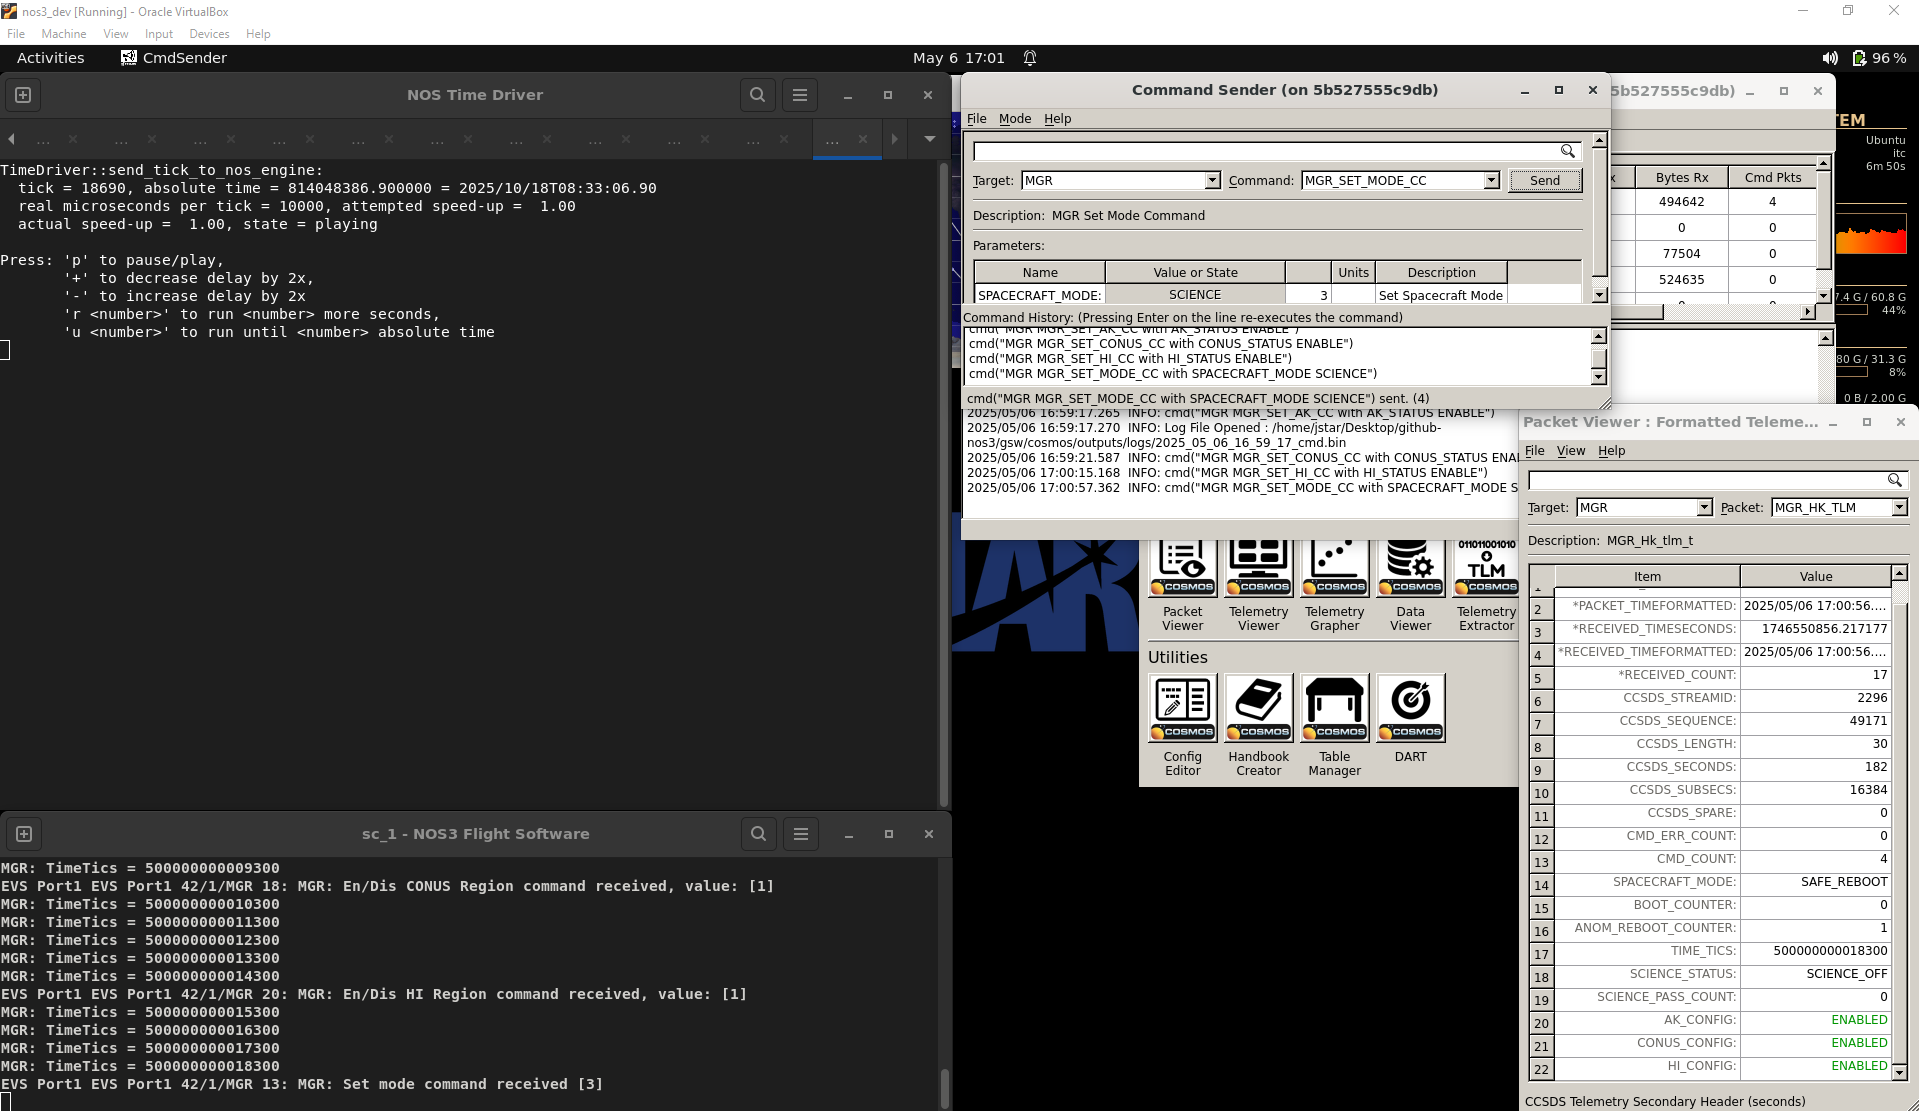 nos3_dev [Running] - Oracle VirtualBox
File Machine View Input Devices Help
Activities CmdSender May 6 17:01 96 %
NOS Time Driver
... ... ... ... ... ... ... ... ... ... ...
TimeDriver::send_tick_to_nos_engine:
tick = 18690, absolute time = 814048386.900000 = 2025/10/18T08:33:06.90
real microseconds per tick = 10000, attempted speed-up = 1.00
actual speed-up = 1.00, state = playing
Press: 'p' to pause/play,
'+' to decrease delay by 2x,
'-' to increase delay by 2x
'r <number>' to run <number> more seconds,
'u <number>' to run until <number> absolute time
sc_1 - NOS3 Flight Software
MGR: TimeTics = 500000000009300
EVS Port1 EVS Port1 42/1/MGR 18: MGR: En/Dis CONUS Region command received, value: [1]
MGR: TimeTics = 500000000010300
MGR: TimeTics = 500000000011300
MGR: TimeTics = 500000000012300
MGR: TimeTics = 500000000013300
MGR: TimeTics = 500000000014300
EVS Port1 EVS Port1 42/1/MGR 20: MGR: En/Dis HI Region command received, value: [1]
MGR: TimeTics = 500000000015300
MGR: TimeTics = 500000000016300
MGR: TimeTics = 500000000017300
MGR: TimeTics = 500000000018300
EVS Port1 EVS Port1 42/1/MGR 13: MGR: Set mode command received [3]
Command Sender (on 5b527555c9db)
File Mode Help
Target: MGR Command: MGR_SET_MODE_CC Send
Description: MGR Set Mode Command
Parameters:
Name Value or State Units Description
SPACECRAFT_MODE: SCIENCE 3 Set Spacecraft Mode
Command History: (Pressing Enter on the line re-executes the command)
cmd("MGR MGR_SET_AK_CC with AK_STATUS ENABLE")
cmd("MGR MGR_SET_CONUS_CC with CONUS_STATUS ENABLE")
cmd("MGR MGR_SET_HI_CC with HI_STATUS ENABLE")
cmd("MGR MGR_SET_MODE_CC with SPACECRAFT_MODE SCIENCE")
cmd("MGR MGR_SET_MODE_CC with SPACECRAFT_MODE SCIENCE") sent. (4)
2025/05/06 16:59:17.265 INFO: cmd("MGR MGR_SET_AK_CC with AK_STATUS ENABLE")
2025/05/06 16:59:17.270 INFO: Log File Opened : /home/jstar/Desktop/github-
nos3/gsw/cosmos/outputs/logs/2025_05_06_16_59_17_cmd.bin
2025/05/06 16:59:21.587 INFO: cmd("MGR MGR_SET_CONUS_CC with CONUS_STATUS ENA
2025/05/06 17:00:15.168 INFO: cmd("MGR MGR_SET_HI_CC with HI_STATUS ENABLE")
2025/05/06 17:00:57.362 INFO: cmd("MGR MGR_SET_MODE_CC with SPACECRAFT_MODE S
5b527555c9db)
x Bytes Rx Cmd Pkts
494642 4
0 0
77504 0
524635 0
TEM
Ubuntu
itc
6m 50s
7.4 G / 60.8 G
44%
80 G / 31.3 G
8%
0 B / 2.00 G
AR
COSMOS COSMOS COSMOS COSMOS COSMOS
011011001010
TLM
Packet Viewer
Telemetry Viewer
Telemetry Grapher
Data Viewer
Telemetry Extractor
Utilities
COSMOS COSMOS COSMOS COSMOS
Config Editor
Handbook Creator
Table Manager
DART
Packet Viewer : Formatted Teleme...
File View Help
Target: MGR Packet: MGR_HK_TLM
Description: MGR_Hk_tlm_t
Item Value
2 *PACKET_TIMEFORMATTED: 2025/05/06 17:00:56....
3 *RECEIVED_TIMESECONDS: 1746550856.217177
4 *RECEIVED_TIMEFORMATTED: 2025/05/06 17:00:56....
5 *RECEIVED_COUNT: 17
6 CCSDS_STREAMID: 2296
7 CCSDS_SEQUENCE: 49171
8 CCSDS_LENGTH: 30
9 CCSDS_SECONDS: 182
10 CCSDS_SUBSECS: 16384
11 CCSDS_SPARE: 0
12 CMD_ERR_COUNT: 0
13 CMD_COUNT: 4
14 SPACECRAFT_MODE: SAFE_REBOOT
15 BOOT_COUNTER: 0
16 ANOM_REBOOT_COUNTER: 1
17 TIME_TICS: 500000000018300
18 SCIENCE_STATUS: SCIENCE_OFF
19 SCIENCE_PASS_COUNT: 0
20 AK_CONFIG: ENABLED
21 CONUS_CONFIG: ENABLED
22 HI_CONFIG: ENABLED
CCSDS Telemetry Secondary Header (seconds)